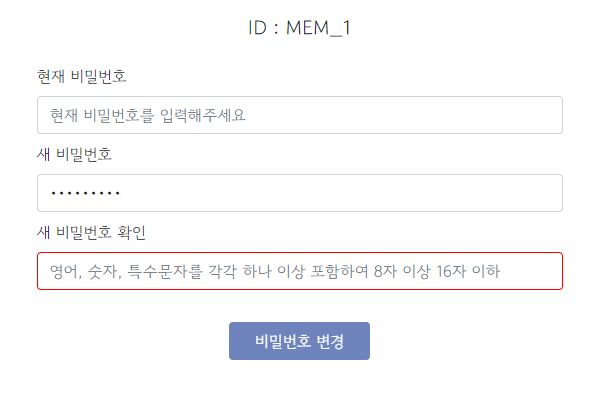 ID : MEM_1
현재 비밀번호
현재 비밀번호를 입력해주세요
새 비밀번호
•••••••••
새 비밀번호 확인
영어, 숫자, 특수문자를 각각 하나 이상 포함하여 8자 이상 16자 이하
비밀번호 변경